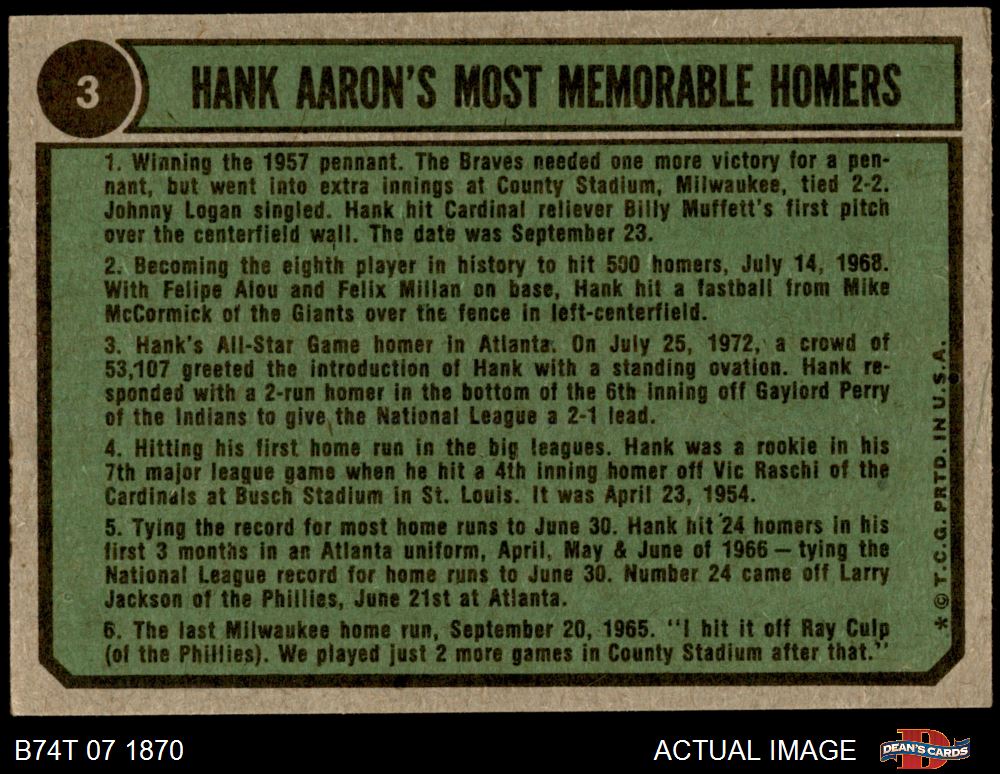 3
HANK AARON'S MOST MEMORABLE HOMERS
1. Winning the 1957 pennant. The Braves needed one more victory for a pen-
nant, but went into extra innings at County Stadium, Milwaukee, tied 2-2.
Johnny Logan singled. Hank hit Cardinal reliever Billy Muffett's first pitch
over the centerfield wall. The date was September 23.
2. Becoming the eighth player in history to hit 500 homers, July 14, 1968.
With Felipe Alou and Felix Millan on base, Hank hit a fastball from Mike
McCormick of the Giants over the fence in left-centerfield.
3. Hank's All-Star Game homer in Atlanta. On July 25, 1972, a crowd of
53,107 greeted the introduction of Hank with a standing ovation. Hank re-
sponded with a 2-run homer in the bottom of the 6th inning off Gaylord Perry
of the Indians to give the National League a 2-1 lead.
4. Hitting his first home run in the big leagues. Hank was a rookie in his
7th major league game when he hit a 4th inning homer off Vic Raschi of the
Cardinals at Busch Stadium in St. Louis. It was April 23, 1954.
5. Tying the record for most home runs to June 30. Hank hit 24 homers in his
first 3 months in an Atlanta uniform, April, May & June of 1966 — tying the
National League record for home runs to June 30. Number 24 came off Larry
Jackson of the Phillies, June 21st at Atlanta.
6. The last Milwaukee home run, September 20, 1965. "I hit it off Ray Culp
(of the Phillies). We played just 2 more games in County Stadium after that."
* © T.C.G. PRTD. IN U.S.A.
B74T 07 1870
ACTUAL IMAGE
DEAN'S CARDS